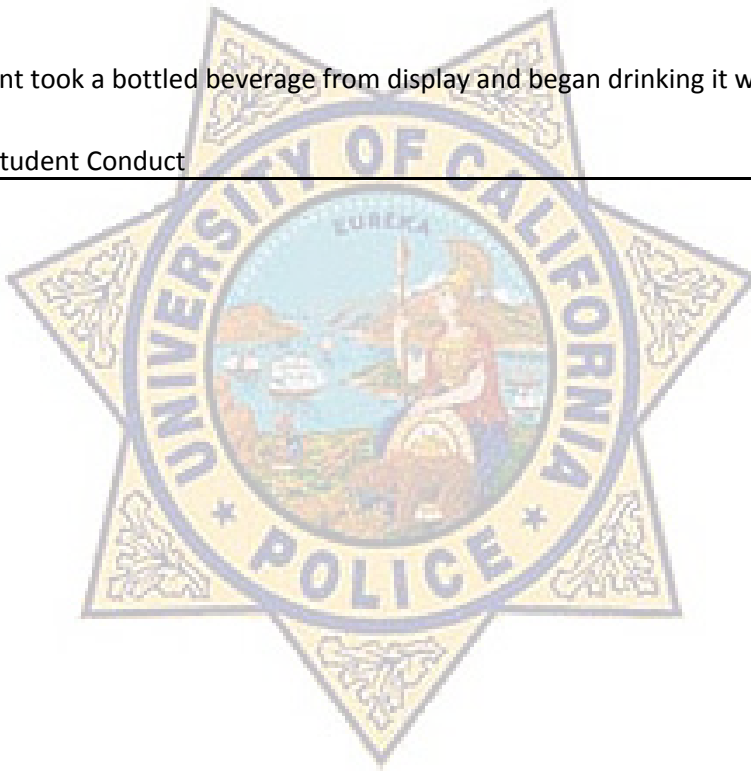 nt took a bottled beverage from display and began drinking it w
tudent Conduct
UNIVERSITY OF CALIFORNIA
EUREKA
POLICE